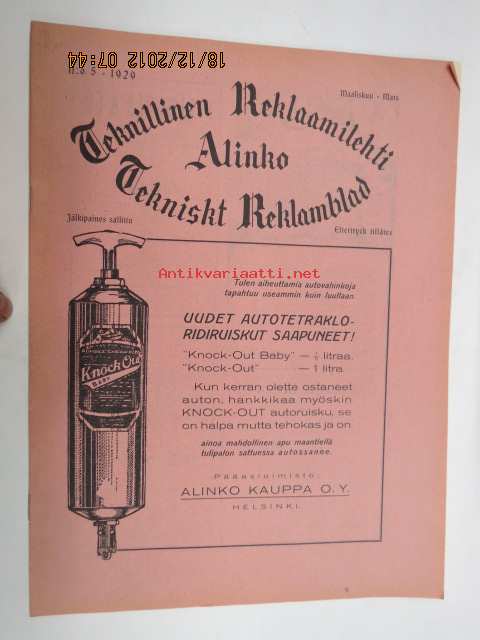 18/12/2012 07:44
N:o 5 - 1929
Maaliskuu - Mars
Teknillinen Reklaamilehti
Alinko
Tekniskt Reklamblad
Jälkipainos sallittu
Eftertryck tillåtes
Antikvariaatti.net
Tulen aiheuttamia autovahinkoja
tapahtuu useammin kuin luullaan.
UUDET AUTOTETRAKLO-
RIDIRUISKUT SAAPUNEET!
"Knock-Out Baby" — litraa.
"Knock-Out" — 1 litra.
Kun kerran olette ostaneet
auton, hankkikaa myöskin
KNOCK-OUT autoruisku, se
on halpa mutta tehokas ja on
ainoa mahdollinen apu maantiellä
tulipalon sattuessa autossanne.
Pääasioimisto:
ALINKO KAUPPA O. Y.
HELSINKI.
Knock Out
BABY